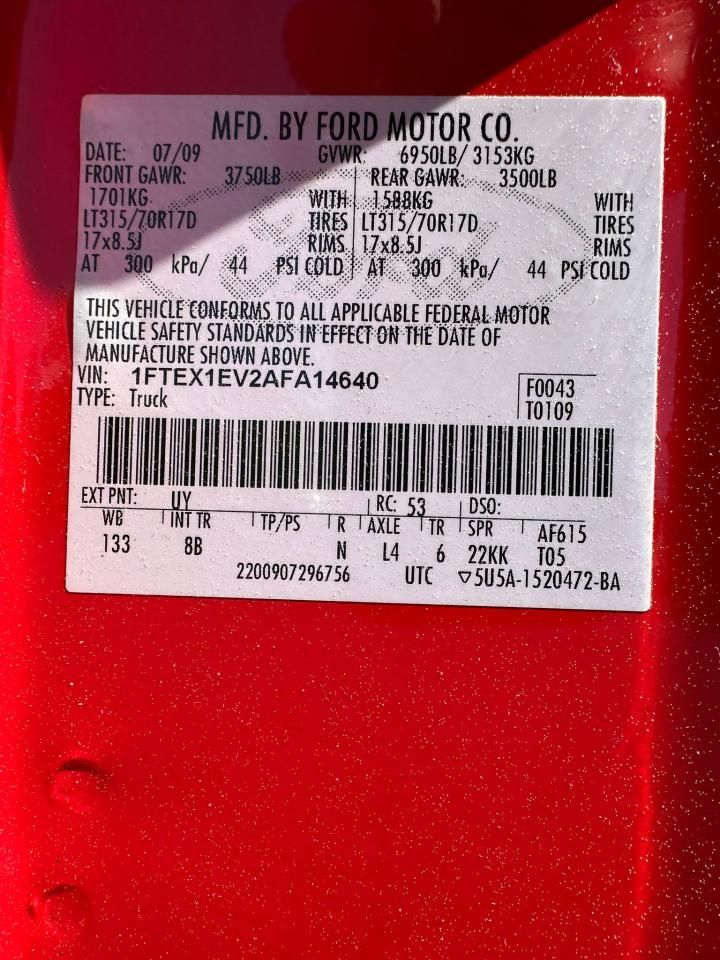 MFD. BY FORD MOTOR CO.
DATE: 07/09 GVWR: 6950LB/ 3153KG
FRONT GAWR: 3750LB REAR GAWR: 3500LB
1701KG WITH 1588KG WITH
LT315/70R17D TIRES LT315/70R17D TIRES
17x8.5J RIMS 17x8.5J RIMS
AT 300 kPa/ 44 PSI COLD AT 300 kPa/ 44 PSI COLD
THIS VEHICLE CONFORMS TO ALL APPLICABLE FEDERAL MOTOR
VEHICLE SAFETY STANDARDS IN EFFECT ON THE DATE OF
MANUFACTURE SHOWN ABOVE.
VIN: 1FTEX1EV2AFA14640 F0043
TYPE: Truck T0109
EXT PNT: UY RC: 53 DSO:
WB INT TR TP/PS R AXLE TR SPR AF615
133 8B N L4 6 22KK T05
2200907296756 UTC ▽5U5A-1520472-BA